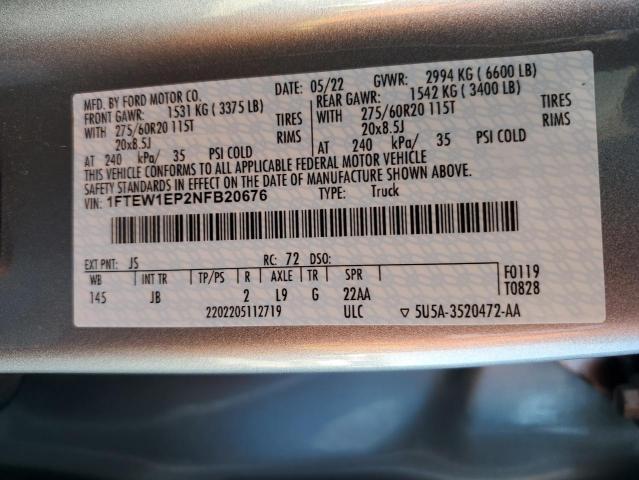 MFD. BY FORD MOTOR CO. DATE: 05/22 GVWR: 2994 KG ( 6600 LB)
FRONT GAWR: 1531 KG ( 3375 LB) REAR GAWR: 1542 KG ( 3400 LB)
WITH 275/60R20 115T TIRES WITH 275/60R20 115T TIRES
20x8.5J RIMS 20x8.5J RIMS
AT 240 kPa/ 35 PSI COLD AT 240 kPa/ 35 PSI COLD
THIS VEHICLE CONFORMS TO ALL APPLICABLE FEDERAL MOTOR VEHICLE
SAFETY STANDARDS IN EFFECT ON THE DATE OF MANUFACTURE SHOWN ABOVE.
VIN: 1FTEW1EP2NFB20676 TYPE: Truck
EXT PNT: JS RC: 72 DSO:
WB INT TR TP/PS R AXLE TR SPR F0119
145 JB 2 L9 G 22AA T0828
2202205112719 ULC ▽ 5U5A-3520472-AA